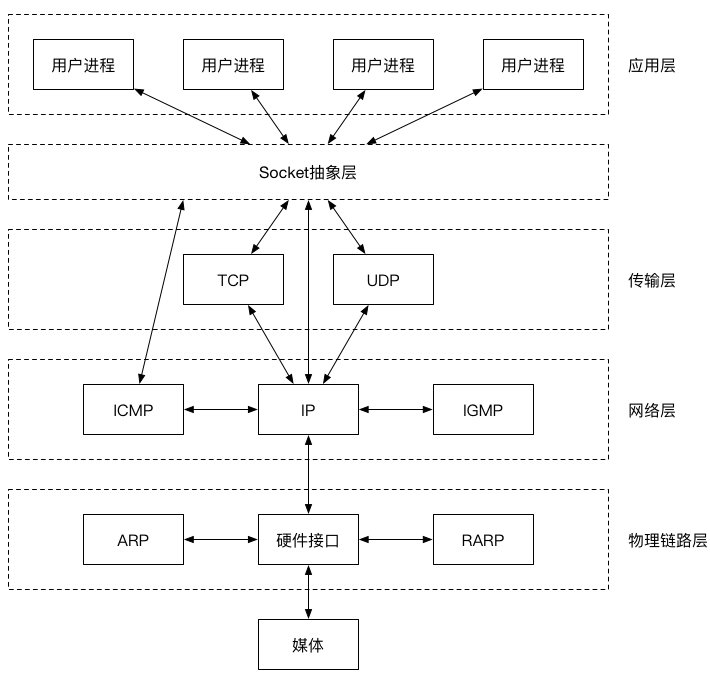 用户进程
用户进程
用户进程
用户进程
应用层
Socket抽象层
TCP
UDP
传输层
ICMP
IP
IGMP
网络层
ARP
硬件接口
RARP
物理链路层
媒体